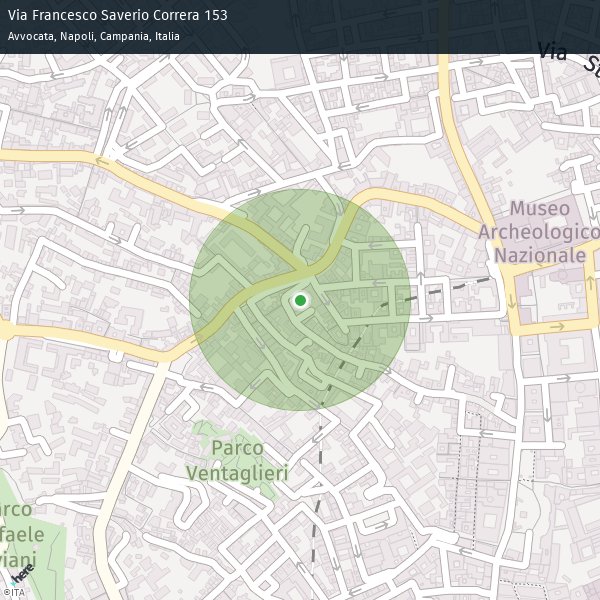 Via Francesco Saverio Correra 153
Avvocata, Napoli, Campania, Italia
Via
Museo
Archeologico
Nazionale
Parco
Ventaglieri
arco
faele
viani
here
©ITA